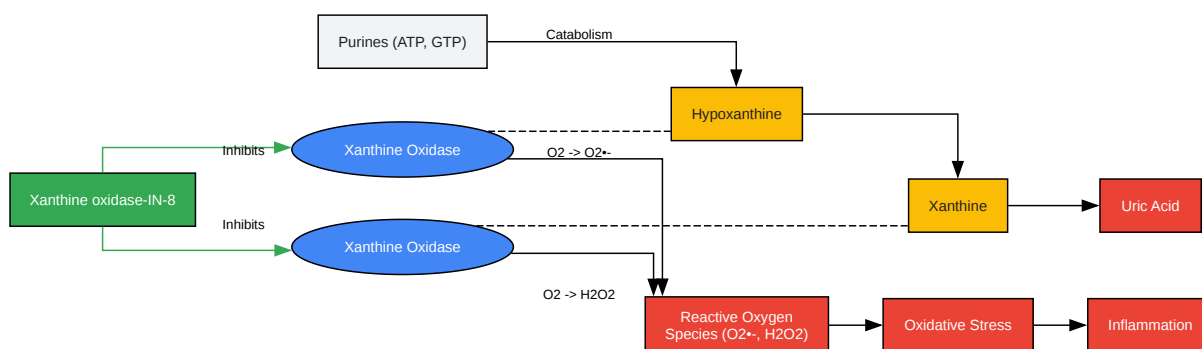 Purines (ATP, GTP)
Catabolism
Hypoxanthine
Inhibits
Xanthine Oxidase
O2 -> O2•-
Xanthine oxidase-IN-8
Xanthine
Uric Acid
Inhibits
Xanthine Oxidase
O2 -> H2O2
Reactive Oxygen
Species (O2•-, H2O2)
Oxidative Stress
Inflammation